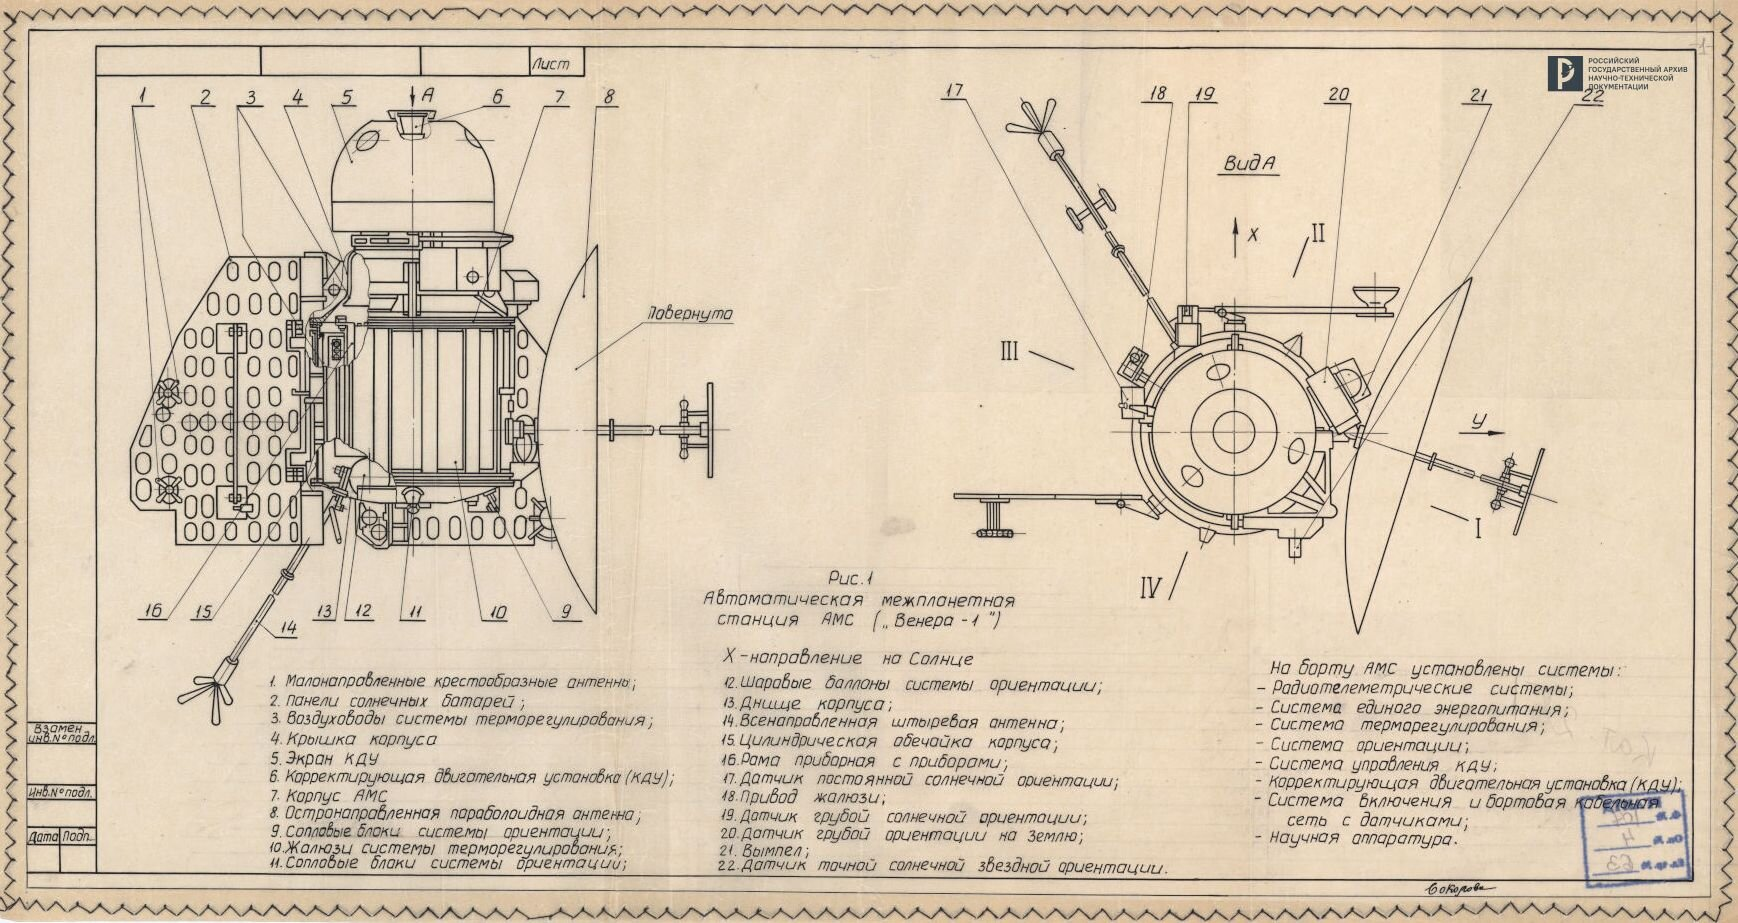 Лист
РОССИЙСКИЙ
ГОСУДАРСТВЕННЫЙ АРХИВ
НАУЧНО-ТЕХНИЧЕСКОЙ
ДОКУМЕНТАЦИИ
1 2 3 4 5 А 6 7 8
17 18 19 20 21 22
Вид А
X
II
Повернута
III
У
I
IV
16 15 14 13 12 11 10 9
Рис.1
Автоматическая межпланетная
станция АМС („Венера-1")
X-направление на Солнце
1. Малонаправленные крестообразные антенны;
2. Панели солнечных батарей;
3. Воздуховоды системы терморегулирования;
4. Крышка корпуса
5. Экран КДУ
6. Корректирующая двигательная установка (КДУ);
7. Корпус АМС
8. Остронаправленная параболоидная антенна;
9. Сопловые блоки системы ориентации;
10. Жалюзи системы терморегулирования;
11. Сопловые блоки системы ориентации;
12. Шаровые баллоны системы ориентации;
13. Днище корпуса;
14. Всенаправленная штыревая антенна;
15. Цилиндрическая обечайка корпуса;
16. Рама приборная с приборами;
17. Датчик постоянной солнечной ориентации;
18. Привод жалюзи;
19. Датчик грубой солнечной ориентации;
20. Датчик грубой ориентации на Землю;
21. Вымпел;
22. Датчик точной солнечной звездной ориентации.
На борту АМС установлены системы:
- Радиотелеметрические системы;
- Система единого энергопитания;
- Система терморегулирования;
- Система ориентации;
- Система управления КДУ;
- Корректирующая двигательная установка (КДУ);
- Система включения и бортовая кабельная
сеть с датчиками;
- Научная аппаратура.
Взамен
инв.№подл.
Инв.№подл.
Дата Подп.